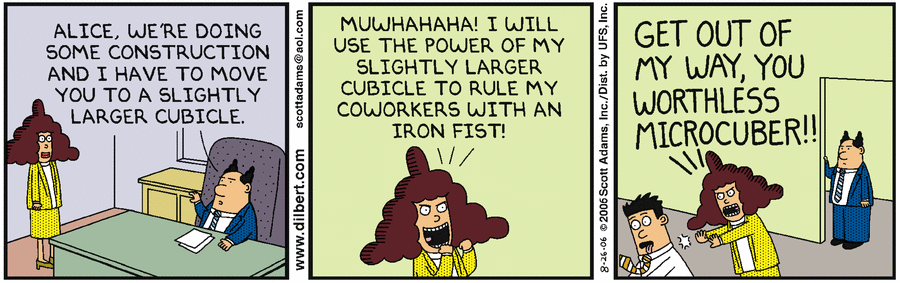 ALICE, WE'RE DOING
SOME CONSTRUCTION
AND I HAVE TO MOVE
YOU TO A SLIGHTLY
LARGER CUBICLE.
scottadams@aol.com
www.dilbert.com
MUWHAHAHA! I WILL
USE THE POWER OF MY
SLIGHTLY LARGER
CUBICLE TO RULE MY
COWORKERS WITH AN
IRON FIST!
8-26-06 © 2006 Scott Adams, Inc./Dist. by UFS, Inc.
GET OUT OF
MY WAY, YOU
WORTHLESS
MICROCUBER!!